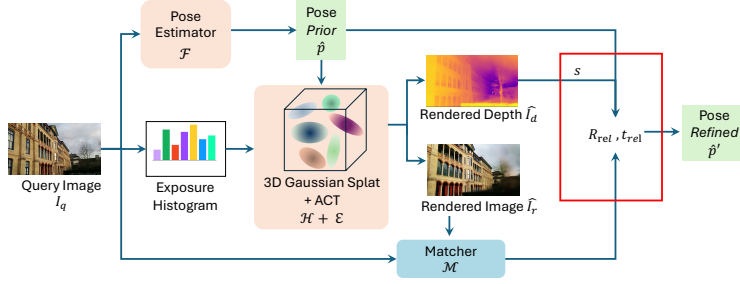 Pose
Estimator
ℱ
Pose
Prior
p̂
Query Image
I_q
Exposure
Histogram
3D Gaussian Splat
+ ACT
ℋ + ℰ
Rendered Depth Î_d
Rendered Image Î_r
Matcher
ℳ
s
R_rel , t_rel
Pose
Refined
p̂′